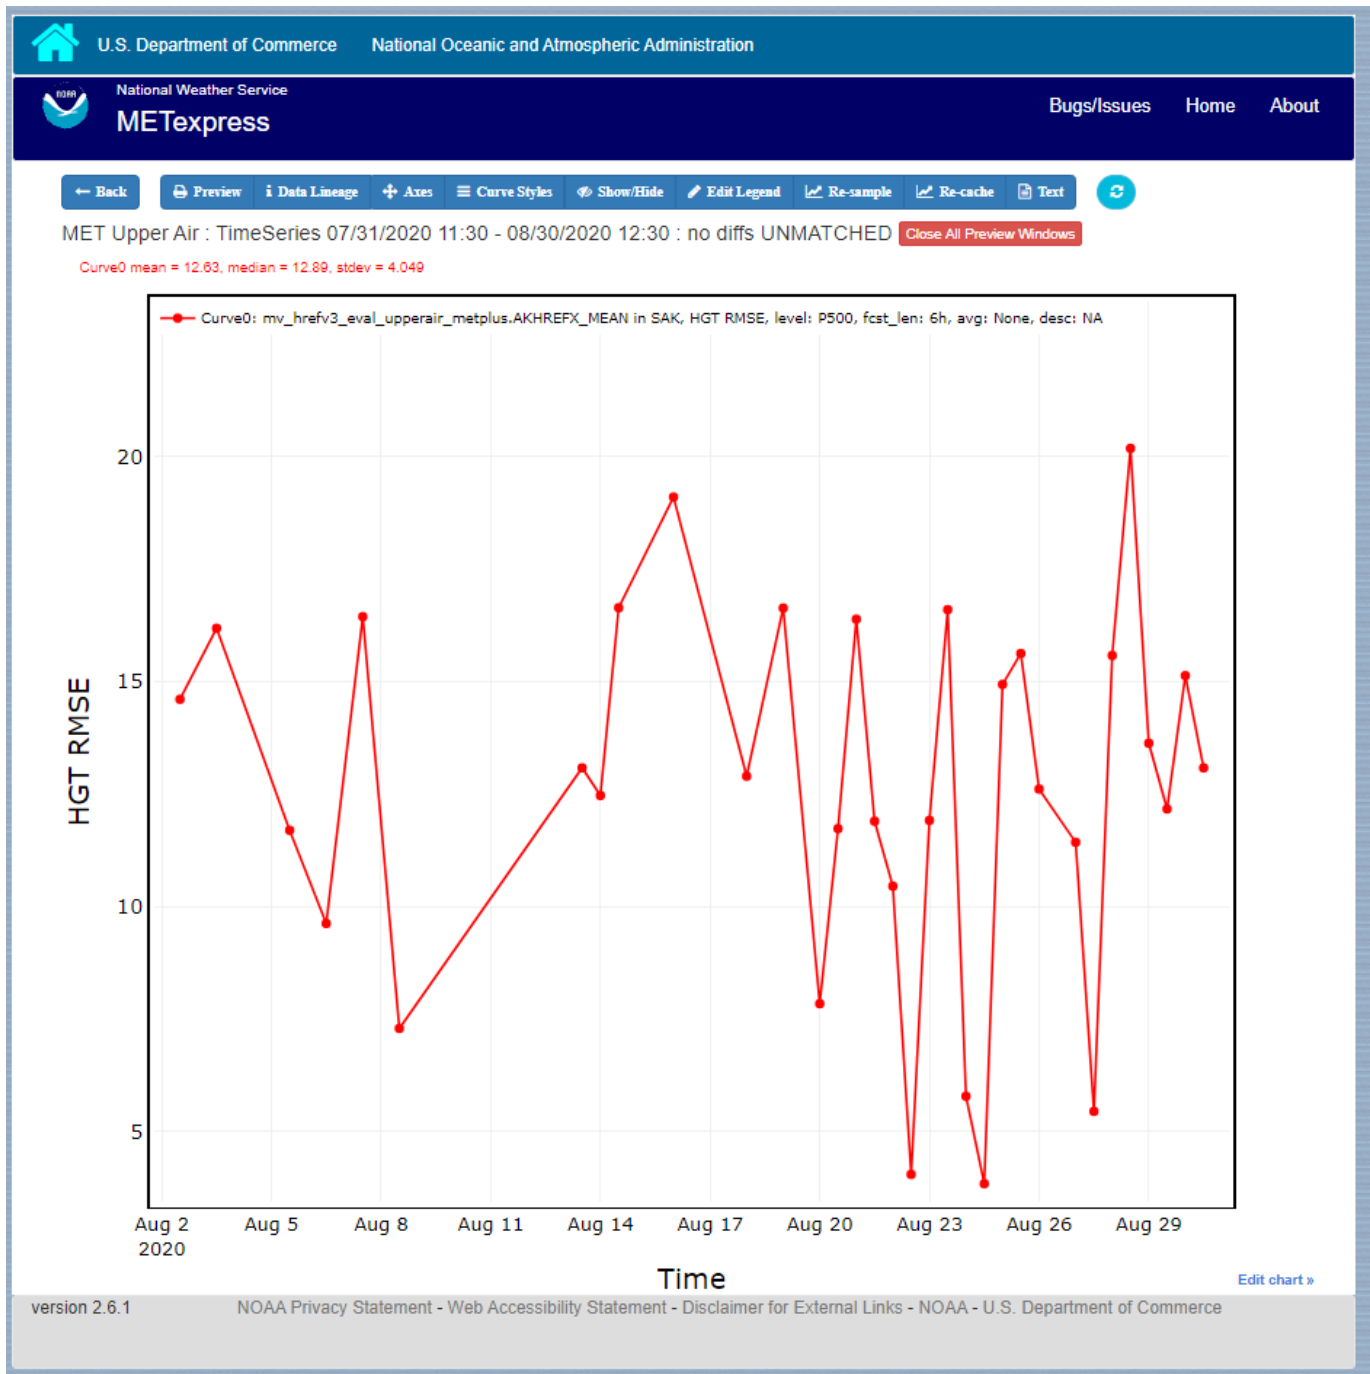 U.S. Department of Commerce National Oceanic and Atmospheric Administration
NOAA
National Weather Service
METexpress
Bugs/Issues Home About
Back Preview Data Lineage Axes Curve Styles Show/Hide Edit Legend Re-sample Re-cache Text
MET Upper Air : TimeSeries 07/31/2020 11:30 - 08/30/2020 12:30 : no diffs UNMATCHED Close All Preview Windows
Curve0 mean = 12.63, median = 12.89, stdev = 4.049
Curve0: mv_hrefv3_eval_upperair_metplus.AKHREFX_MEAN in SAK, HGT RMSE, level: P500, fcst_len: 6h, avg: None, desc: NA
20
15
10
5
HGT RMSE
Aug 2 Aug 5 Aug 8 Aug 11 Aug 14 Aug 17 Aug 20 Aug 23 Aug 26 Aug 29
2020
Time
Edit chart »
version 2.6.1 NOAA Privacy Statement - Web Accessibility Statement - Disclaimer for External Links - NOAA - U.S. Department of Commerce